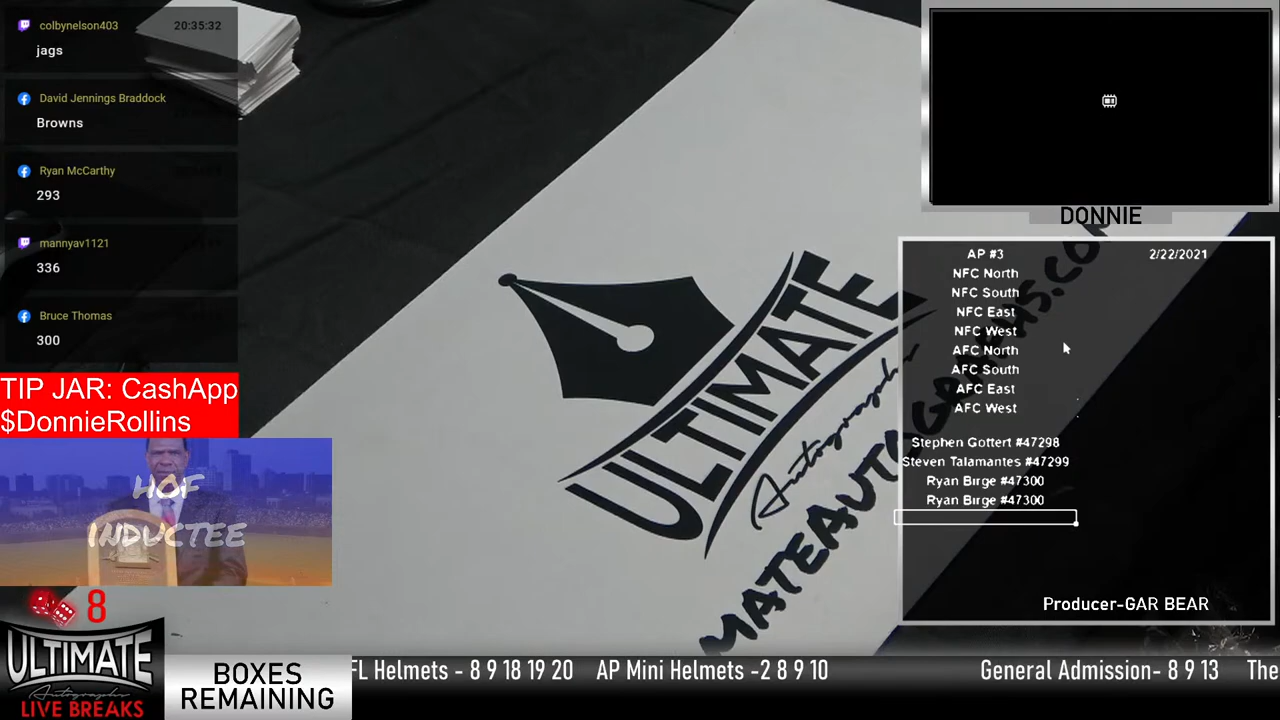 colbynelson403 20:35:32
jags
David Jennings Braddock
Browns
Ryan McCarthy
293
mannyav1121
336
Bruce Thomas
300
TIP JAR: CashApp
$DonnieRollins
HOF
INDUCTEE
8
ULTIMATE
Autographs
LIVE BREAKS
BOXES
REMAINING
FL Helmets - 8 9 18 19 20 AP Mini Helmets -2 8 9 10 General Admission- 8 9 13 The
ULTIMATE
Autographs
MATEAUTOGRAPHS.COM
DONNIE
AP #3 2/22/2021
NFC North
NFC South
NFC East
NFC West
AFC North
AFC South
AFC East
AFC West
Stephen Gottert #47298
Steven Talamantes #47299
Ryan Birge #47300
Ryan Birge #47300
Producer-GAR BEAR